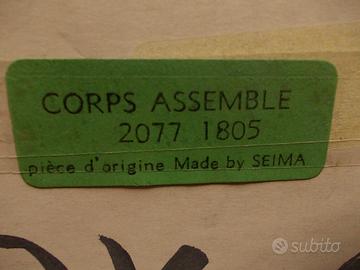 CORPS ASSEMBLE
2077 1805
pièce d'origine Made by SEIMA
subito